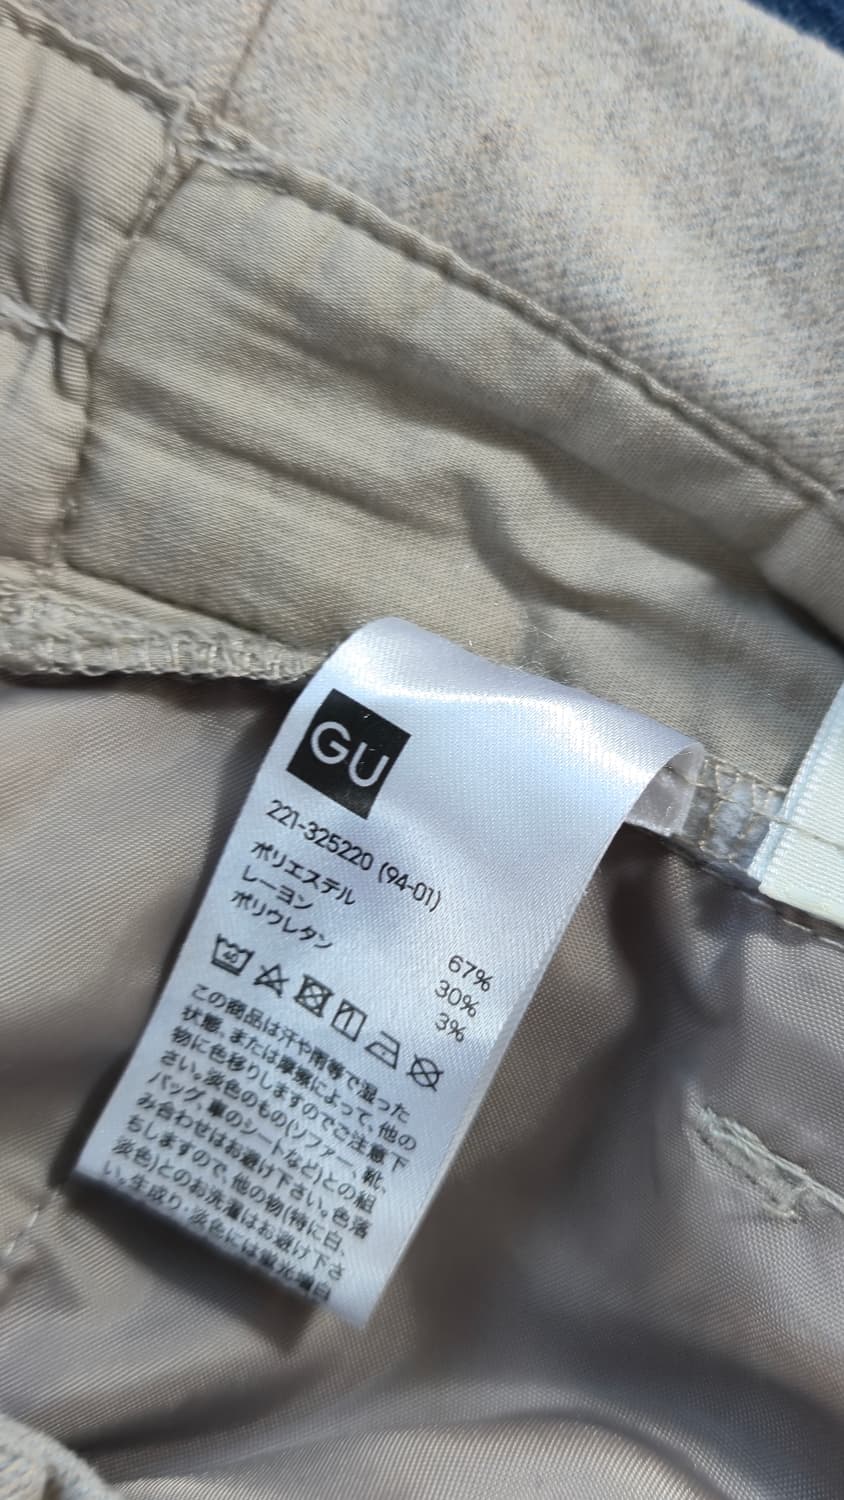 GU
221-325220 (94-01)
ポリエステル 67%
レーヨン 30%
ポリウレタン 3%
40
この商品は汗や雨等で湿った
状態、または摩擦によって、他の
物に色移りしますのでご注意下
さい。淡色のもの(ソファー、靴、
バッグ、車のシートなど)との組
み合わせはお避け下さい。色落
ちしますので、他の物(特に白、
淡色)とのお洗濯はお避け下さ
い。生成り・淡色には蛍光増白